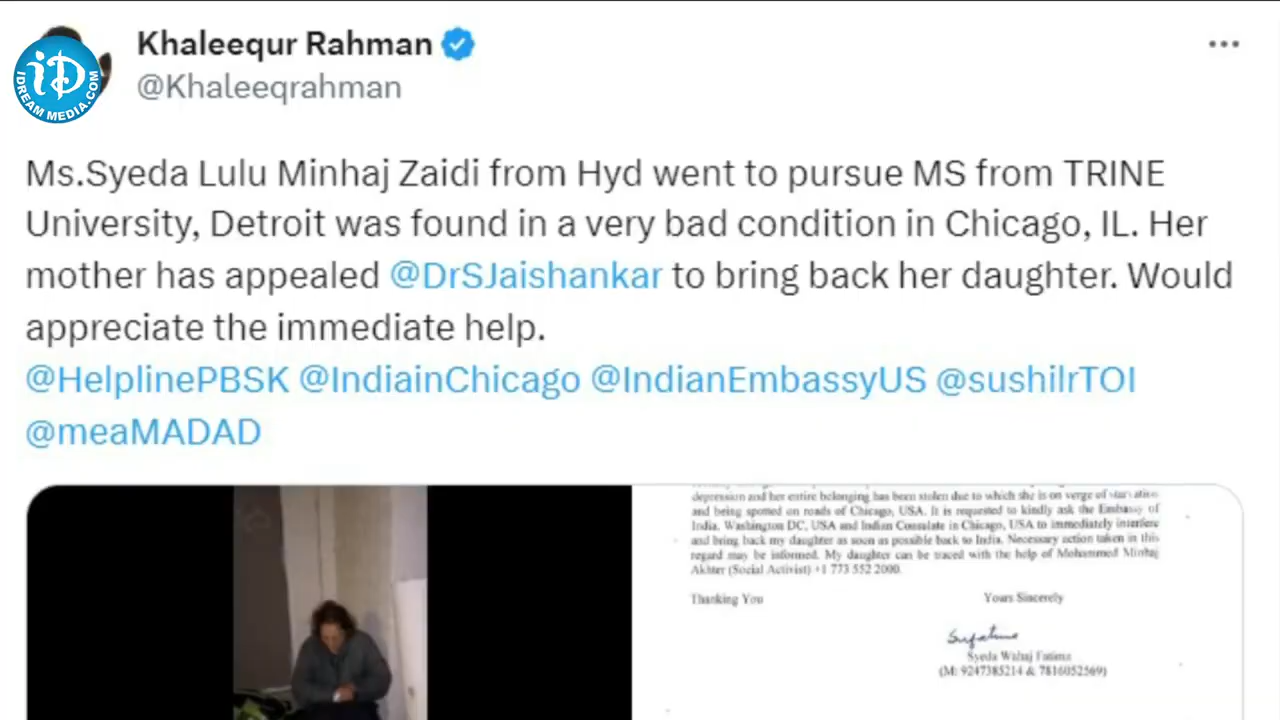 Khaleequr Rahman
@Khaleeqrahman
iD
IDREAM MEDIA.COM
Ms.Syeda Lulu Minhaj Zaidi from Hyd went to pursue MS from TRINE
University, Detroit was found in a very bad condition in Chicago, IL. Her
mother has appealed @DrSJaishankar to bring back her daughter. Would
appreciate the immediate help.
@HelplinePBSK @IndiainChicago @IndianEmbassyUS @sushilrTOI
@meaMADAD
depression and her entire belonging has been stolen due to which she is on verge of starvation
and being spotted on roads of Chicago, USA. It is requested to kindly ask the Embassy of
India, Washington DC, USA and Indian Consulate in Chicago, USA to immediately interfere
and bring back my daughter as soon as possible back to India. Necessary action taken in this
regard may be informed. My daughter can be traced with the help of Mohammed Minhaj
Akhter (Social Activist) +1 773 552 2000.
Thanking You
Yours Sincerely
Syeda Wahaj Fatima
(M: 9247385214 & 7816052569)